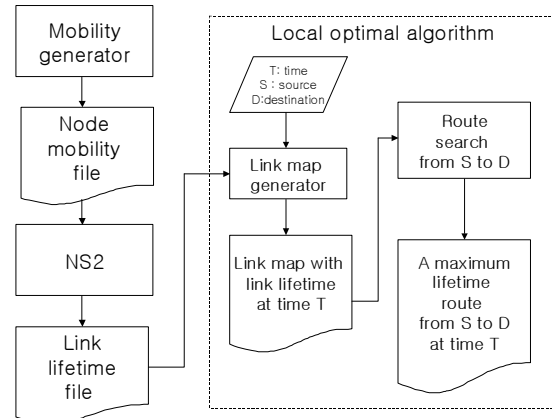 Mobility
generator
Node
mobility
file
NS2
Link
lifetime
file
Local optimal algorithm
T: time
S : source
D:destination
Link map
generator
Link map with
link lifetime
at time T
Route
search
from S to D
A maximum
lifetime
route
from S to D
at time T